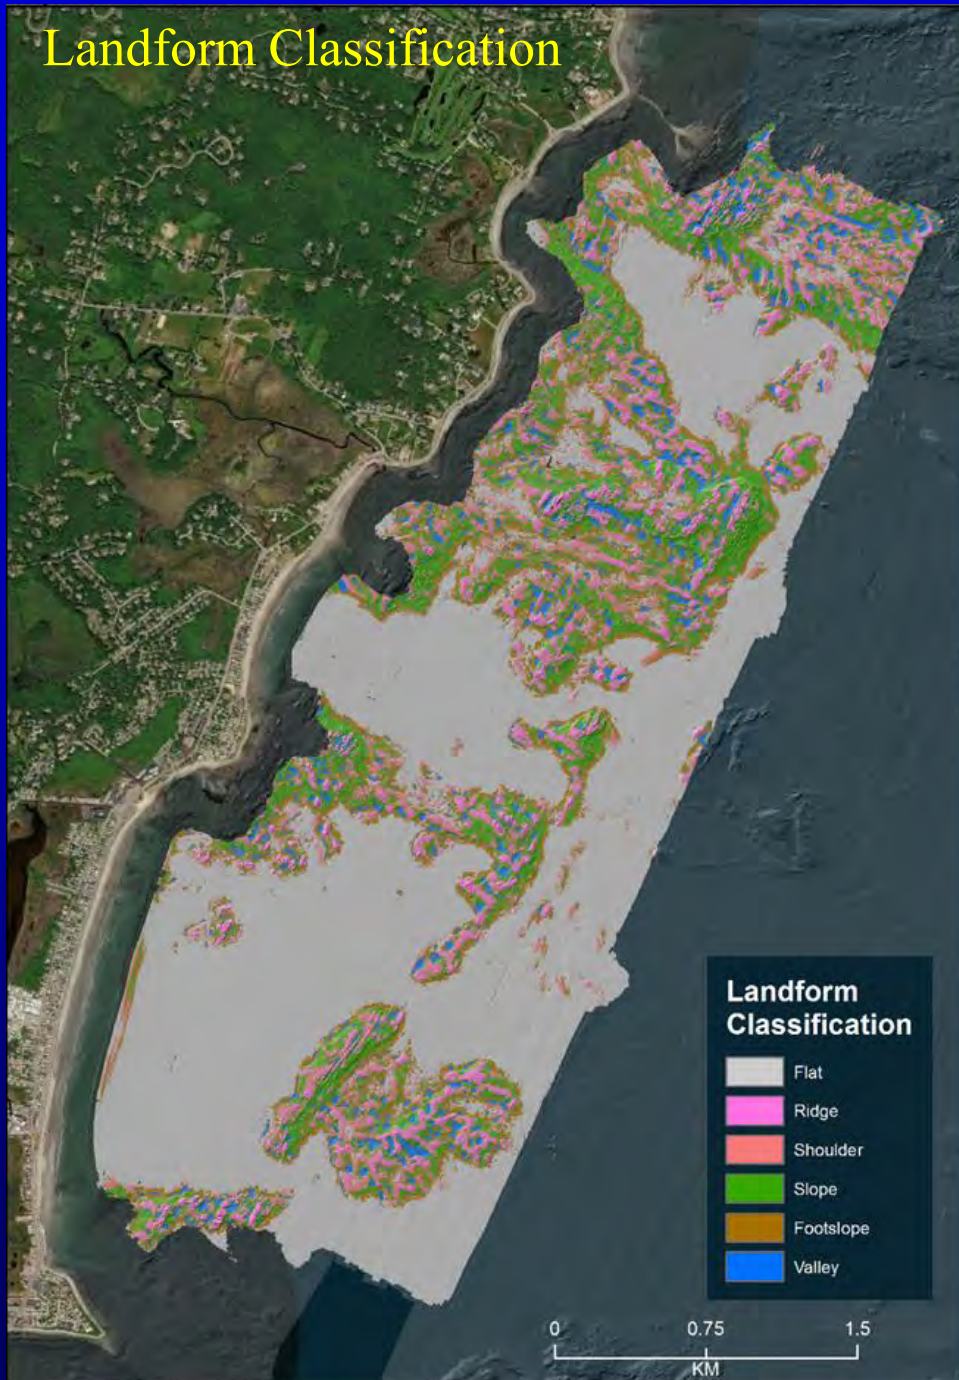 Landform Classification
Landform
Classification
Flat
Ridge
Shoulder
Slope
Footslope
Valley
0 0.75 1.5
KM